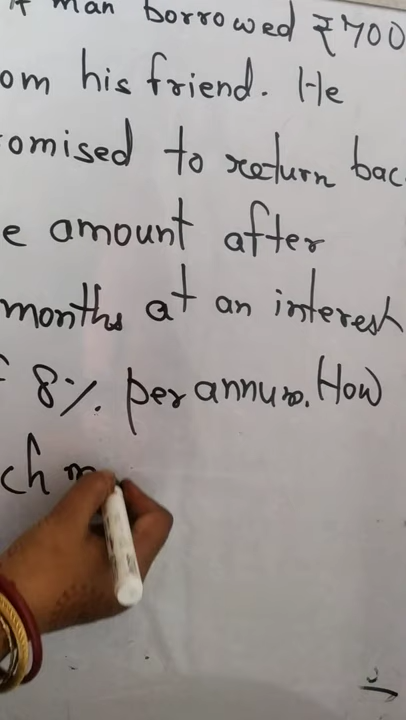 A man borrowed ₹700
om his friend. He
omised to return bac
e amount after
months at an interest
f 8% per annum. How
ch m